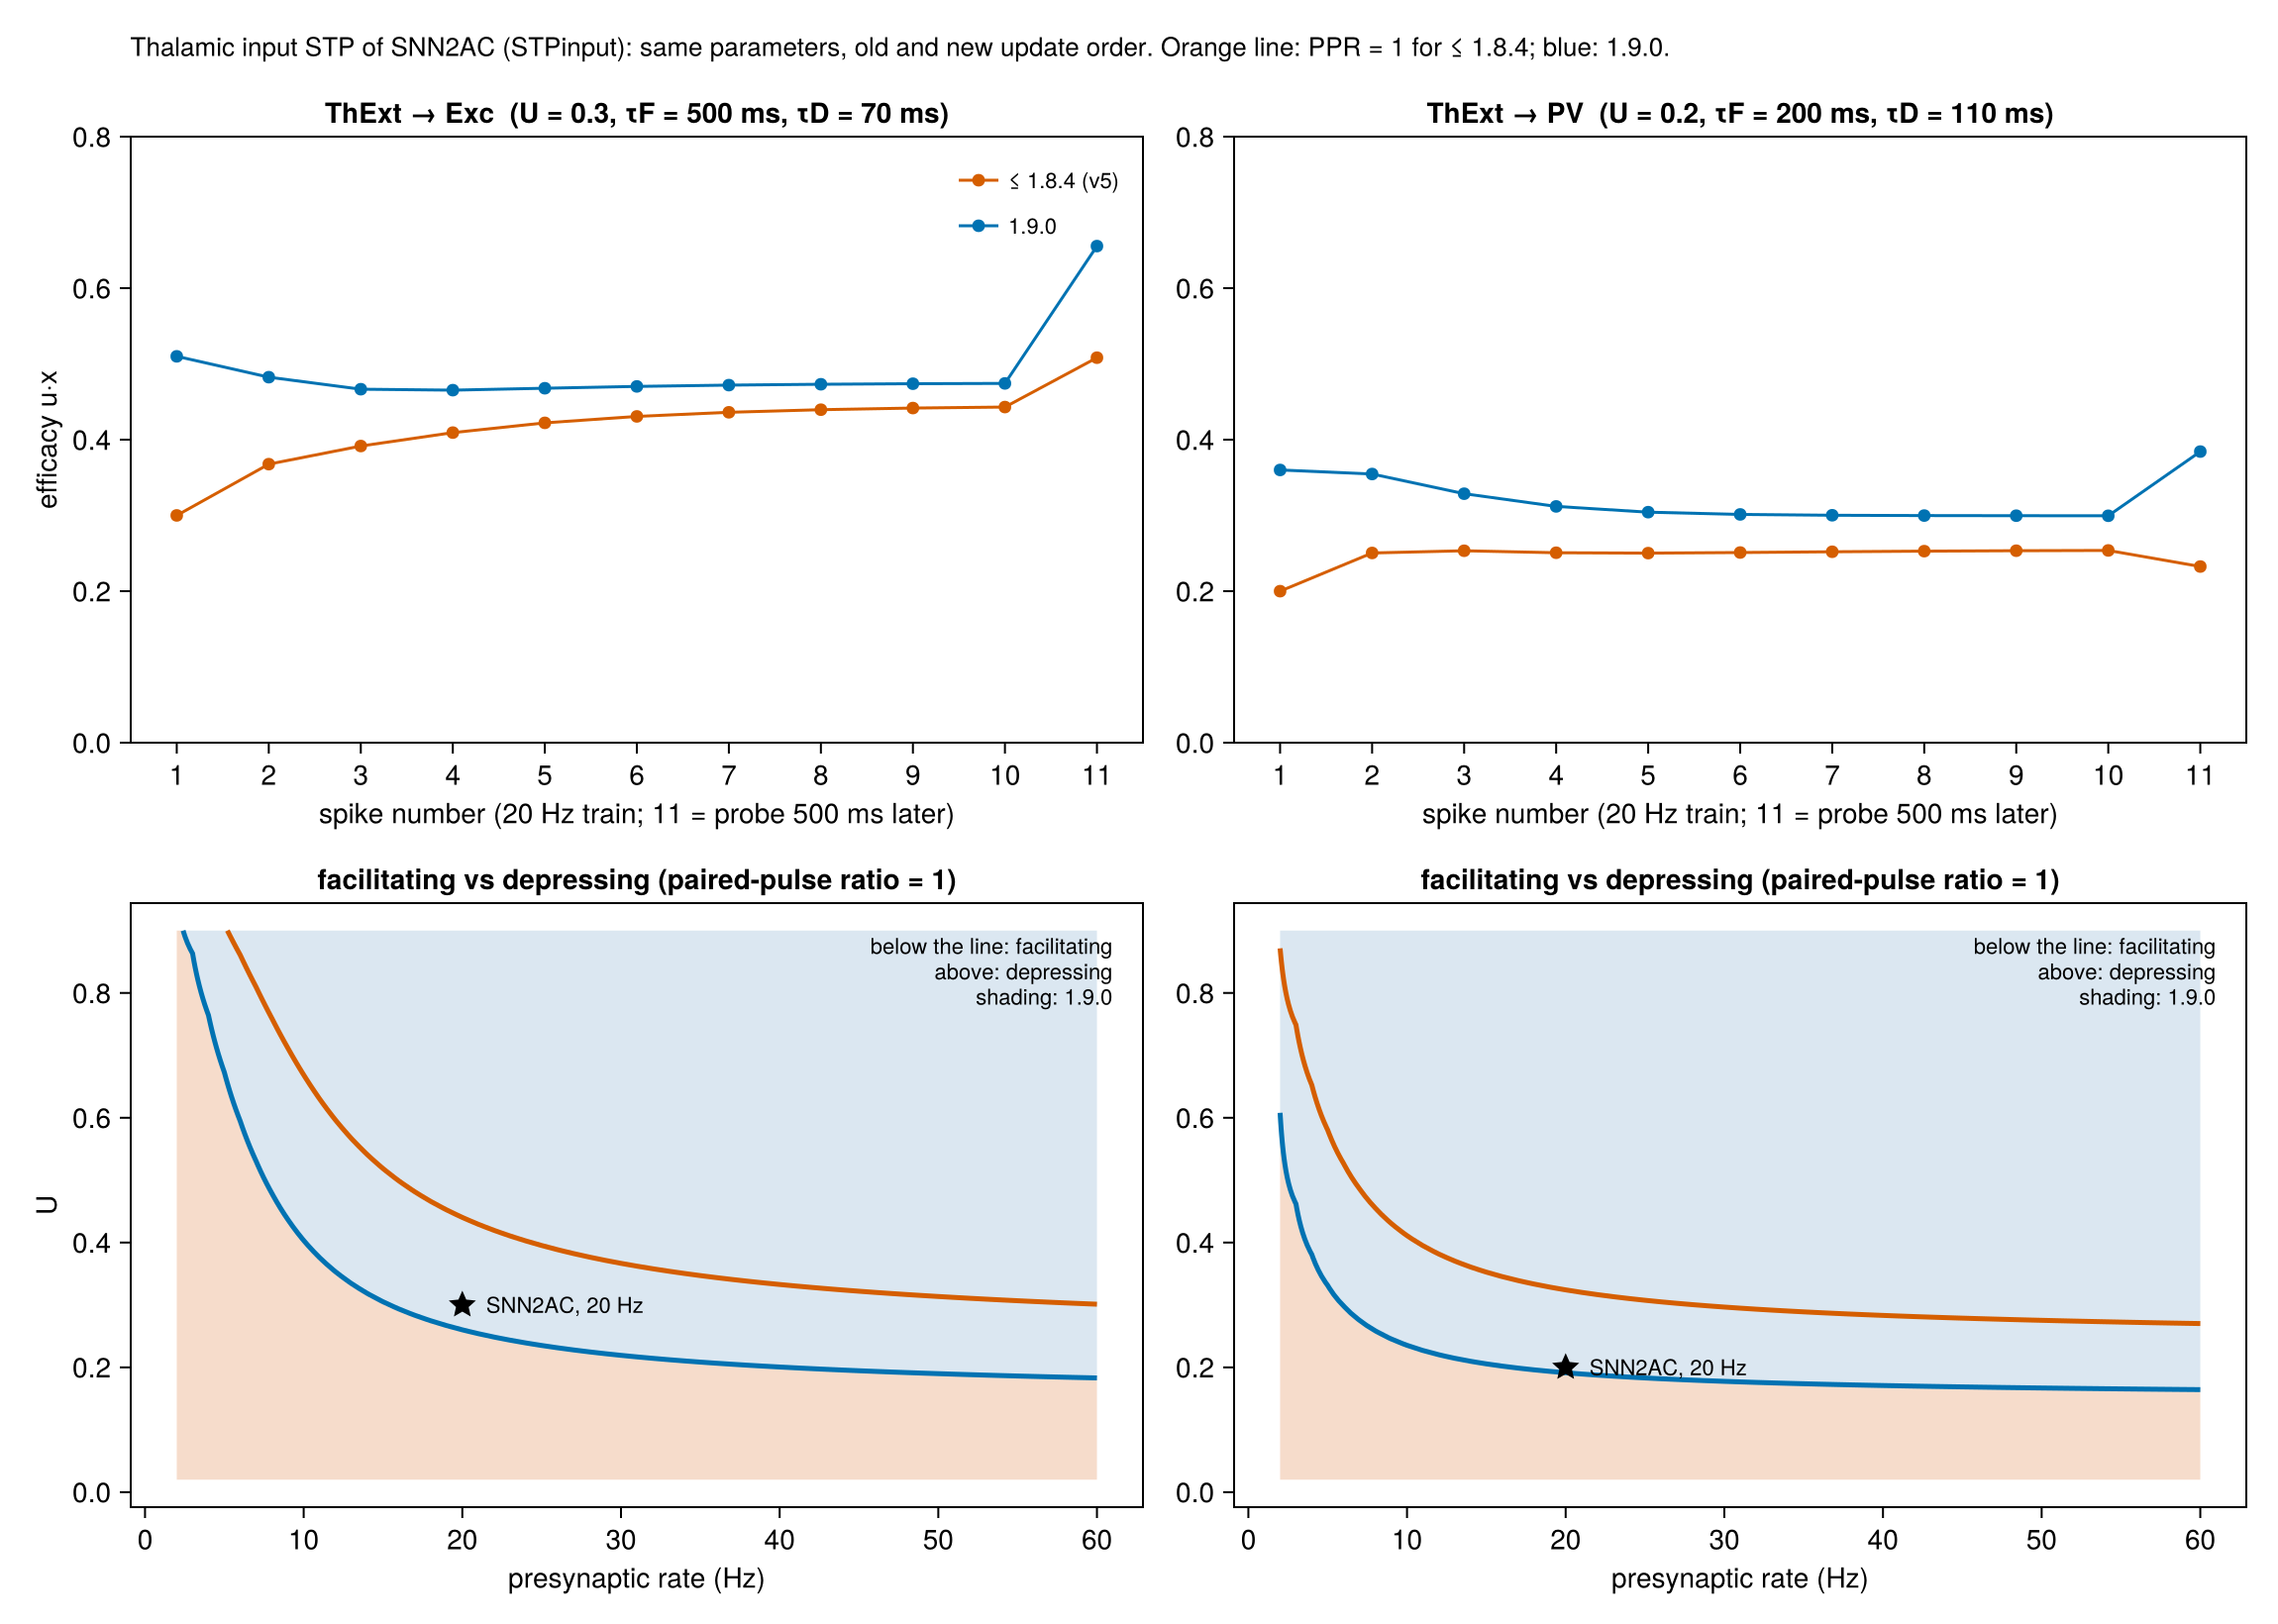 Thalamic input STP of SNN2AC (STPinput): same parameters, old and new update order. Orange line: PPR = 1 for ≤ 1.8.4; blue: 1.9.0.
ThExt → Exc (U = 0.3, τF = 500 ms, τD = 70 ms)
0.8
0.6
0.4
0.2
0.0
efficacy u·x
≤ 1.8.4 (v5)
1.9.0
1 2 3 4 5 6 7 8 9 10 11
spike number (20 Hz train; 11 = probe 500 ms later)
ThExt → PV (U = 0.2, τF = 200 ms, τD = 110 ms)
0.8
0.6
0.4
0.2
0.0
1 2 3 4 5 6 7 8 9 10 11
spike number (20 Hz train; 11 = probe 500 ms later)
facilitating vs depressing (paired-pulse ratio = 1)
below the line: facilitating
above: depressing
shading: 1.9.0
0.8
0.6
0.4
0.2
0.0
U
SNN2AC, 20 Hz
0 10 20 30 40 50 60
presynaptic rate (Hz)
facilitating vs depressing (paired-pulse ratio = 1)
below the line: facilitating
above: depressing
shading: 1.9.0
0.8
0.6
0.4
0.2
0.0
SNN2AC, 20 Hz
0 10 20 30 40 50 60
presynaptic rate (Hz)